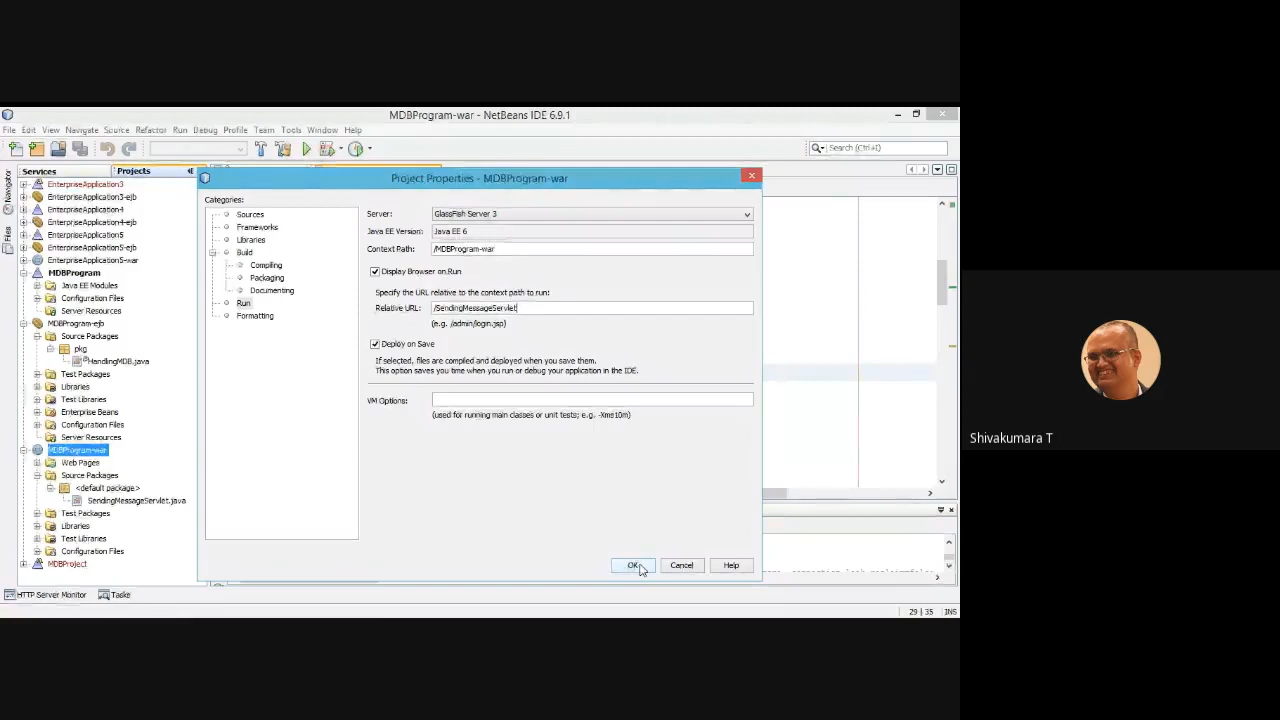 MDBProgram-war - NetBeans IDE 6.9.1
File Edit View Navigate Source Refactor Run Debug Profile Team Tools Window Help
Search (Ctrl+I)
Services
Projects
Navigator
Files
EnterpriseApplication3
EnterpriseApplication3-ejb
EnterpriseApplication4
EnterpriseApplication4-ejb
EnterpriseApplication5
EnterpriseApplication5-ejb
EnterpriseApplication5-war
MDBProgram
Java EE Modules
Configuration Files
Server Resources
MDBProgram-ejb
Source Packages
pkg
HandlingMDB.java
Test Packages
Libraries
Test Libraries
Enterprise Beans
Configuration Files
Server Resources
MDBProgram-war
Web Pages
Source Packages
<default package>
SendingMessageServlet.java
Test Packages
Libraries
Test Libraries
Configuration Files
MDBProject
Project Properties - MDBProgram-war
Categories:
Sources
Frameworks
Libraries
Build
Compiling
Packaging
Documenting
Run
Formatting
Server: GlassFish Server 3
Java EE Version: Java EE 6
Context Path: /MDBProgram-war
Display Browser on Run
Specify the URL relative to the context path to run:
Relative URL: /SendingMessageServlet
(e.g. /admin/login.jsp)
Deploy on Save
If selected, files are compiled and deployed when you save them.
This option saves you time when you run or debug your application in the IDE.
VM Options:
(used for running main classes or unit tests; e.g. -Xms10m)
OK Cancel Help
HTTP Server Monitor Tasks
29 | 35 INS
Shivakumara T